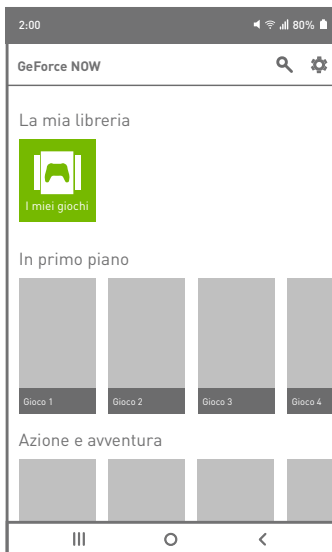 2:00 80%
GeForce NOW
La mia libreria
I miei giochi
In primo piano
Gioco 1 Gioco 2 Gioco 3 Gioco 4
Azione e avventura